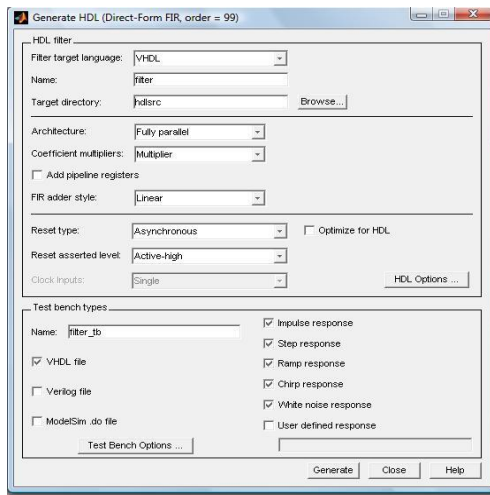 Generate HDL (Direct-Form FIR, order = 99)
HDL filter
Filter target language: VHDL
Name: filter
Target directory: hdlsrc Browse...
Architecture: Fully parallel
Coefficient multipliers: Multiplier
Add pipeline registers
FIR adder style: Linear
Reset type: Asynchronous Optimize for HDL
Reset asserted level: Active-high
Clock inputs: Single HDL Options ...
Test bench types
Name: filter_tb
VHDL file
Verilog file
ModelSim .do file
Test Bench Options ...
Impulse response
Step response
Ramp response
Chirp response
White noise response
User defined response
Generate Close Help